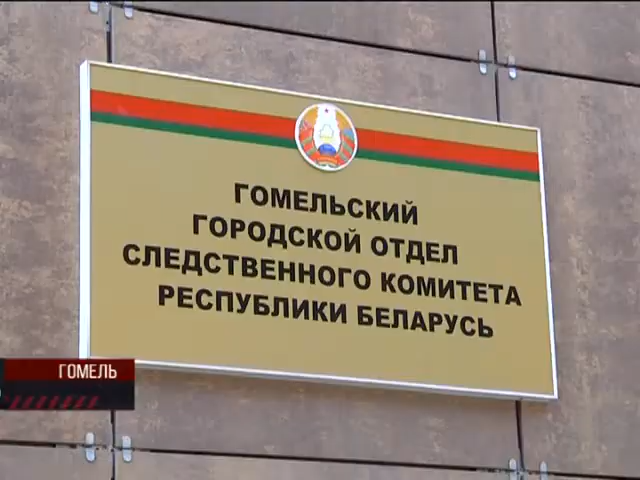 ГОМЕЛЬСКИЙ
ГОРОДСКОЙ ОТДЕЛ
СЛЕДСТВЕННОГО КОМИТЕТА
РЕСПУБЛИКИ БЕЛАРУСЬ
ГОМЕЛЬ